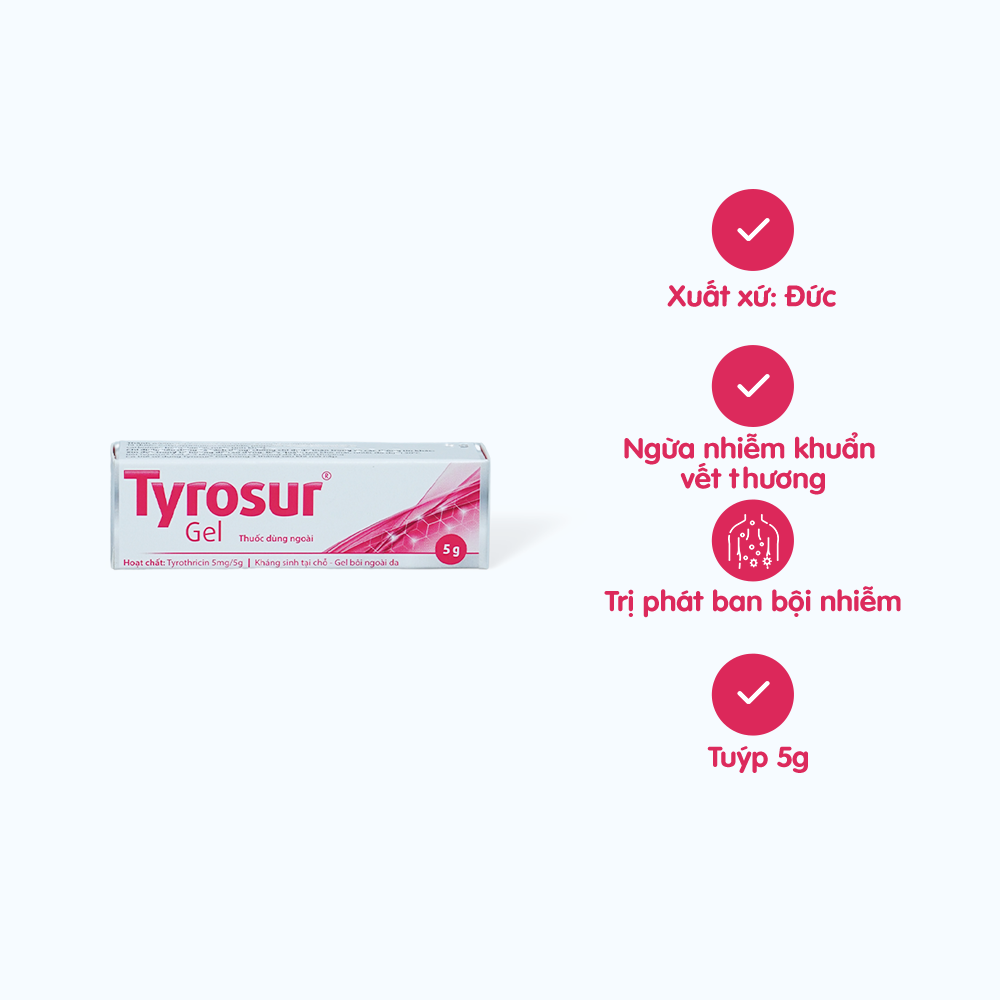 Tyrosur®
Gel
Thuốc dùng ngoài
5 g
Hoạt chất: Tyrothricin 5mg/5g | Kháng sinh tại chỗ - Gel bôi ngoài da
Xuất xứ: Đức
Ngừa nhiễm khuẩn
vết thương
Trị phát ban bội nhiễm
Tuýp 5g